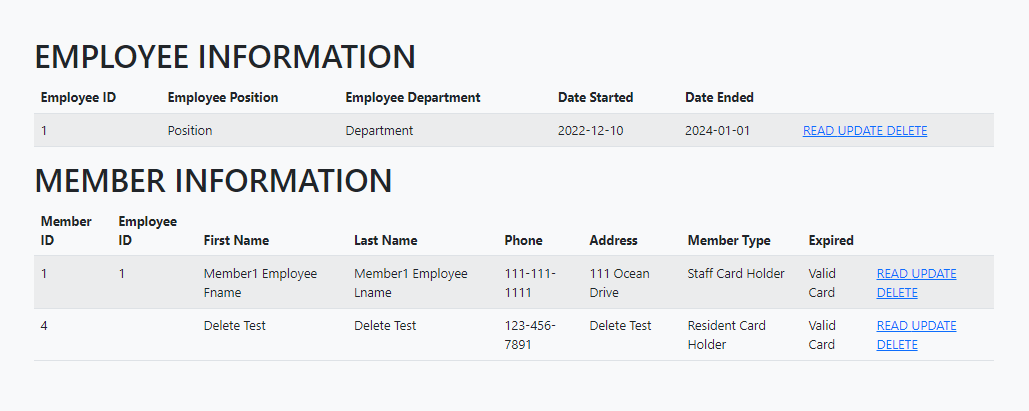 EMPLOYEE INFORMATION
Employee ID Employee Position Employee Department Date Started Date Ended
1 Position Department 2022-12-10 2024-01-01 READ UPDATE DELETE
MEMBER INFORMATION
Member Employee
ID ID First Name Last Name Phone Address Member Type Expired
1 1 Member1 Employee Member1 Employee 111-111- 111 Ocean Staff Card Holder Valid READ UPDATE
Fname Lname 1111 Drive Card DELETE
4 Delete Test Delete Test 123-456- Delete Test Resident Card Valid READ UPDATE
7891 Holder Card DELETE